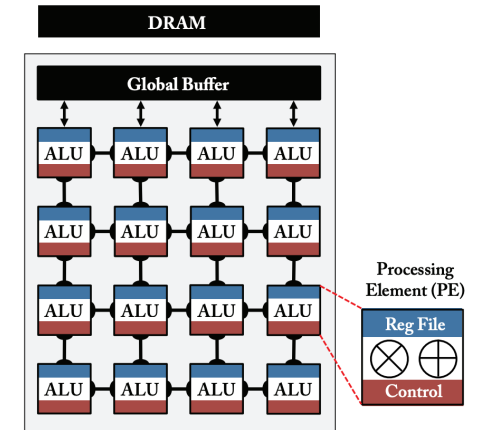 DRAM
Global Buffer
ALU ALU ALU ALU
ALU ALU ALU ALU
Processing
Element (PE)
ALU ALU ALU ALU
Reg File
Control
ALU ALU ALU ALU